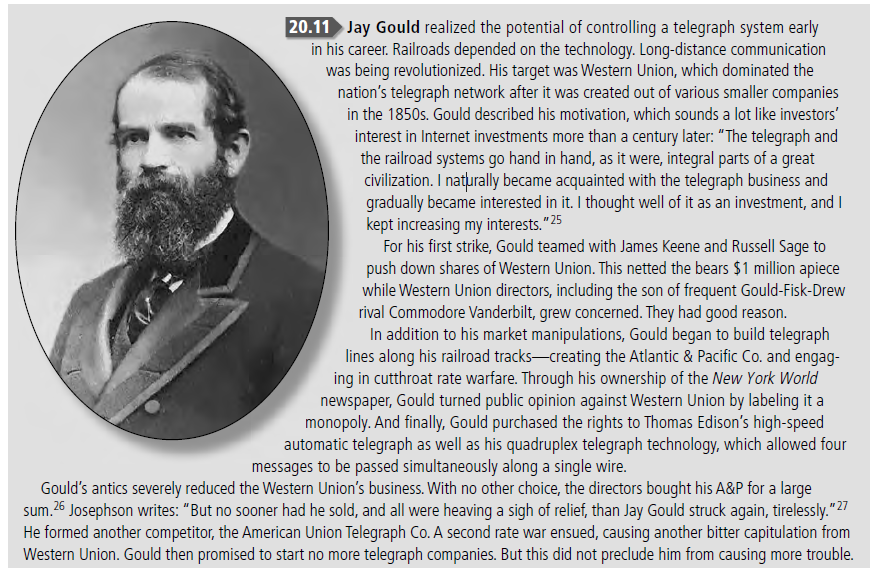 20.11 Jay Gould realized the potential of controlling a telegraph system early
in his career. Railroads depended on the technology. Long-distance communication
was being revolutionized. His target was Western Union, which dominated the
nation's telegraph network after it was created out of various smaller companies
in the 1850s. Gould described his motivation, which sounds a lot like investors'
interest in Internet investments more than a century later: "The telegraph and
the railroad systems go hand in hand, as it were, integral parts of a great
civilization. I naturally became acquainted with the telegraph business and
gradually became interested in it. I thought well of it as an investment, and I
kept increasing my interests."25
For his first strike, Gould teamed with James Keene and Russell Sage to
push down shares of Western Union. This netted the bears $1 million apiece
while Western Union directors, including the son of frequent Gould-Fisk-Drew
rival Commodore Vanderbilt, grew concerned. They had good reason.
In addition to his market manipulations, Gould began to build telegraph
lines along his railroad tracks—creating the Atlantic & Pacific Co. and engag-
ing in cutthroat rate warfare. Through his ownership of the New York World
newspaper, Gould turned public opinion against Western Union by labeling it a
monopoly. And finally, Gould purchased the rights to Thomas Edison's high-speed
automatic telegraph as well as his quadruplex telegraph technology, which allowed four
messages to be passed simultaneously along a single wire.
Gould's antics severely reduced the Western Union's business. With no other choice, the directors bought his A&P for a large
sum.26 Josephson writes: "But no sooner had he sold, and all were heaving a sigh of relief, than Jay Gould struck again, tirelessly."27
He formed another competitor, the American Union Telegraph Co. A second rate war ensued, causing another bitter capitulation from
Western Union. Gould then promised to start no more telegraph companies. But this did not preclude him from causing more trouble.